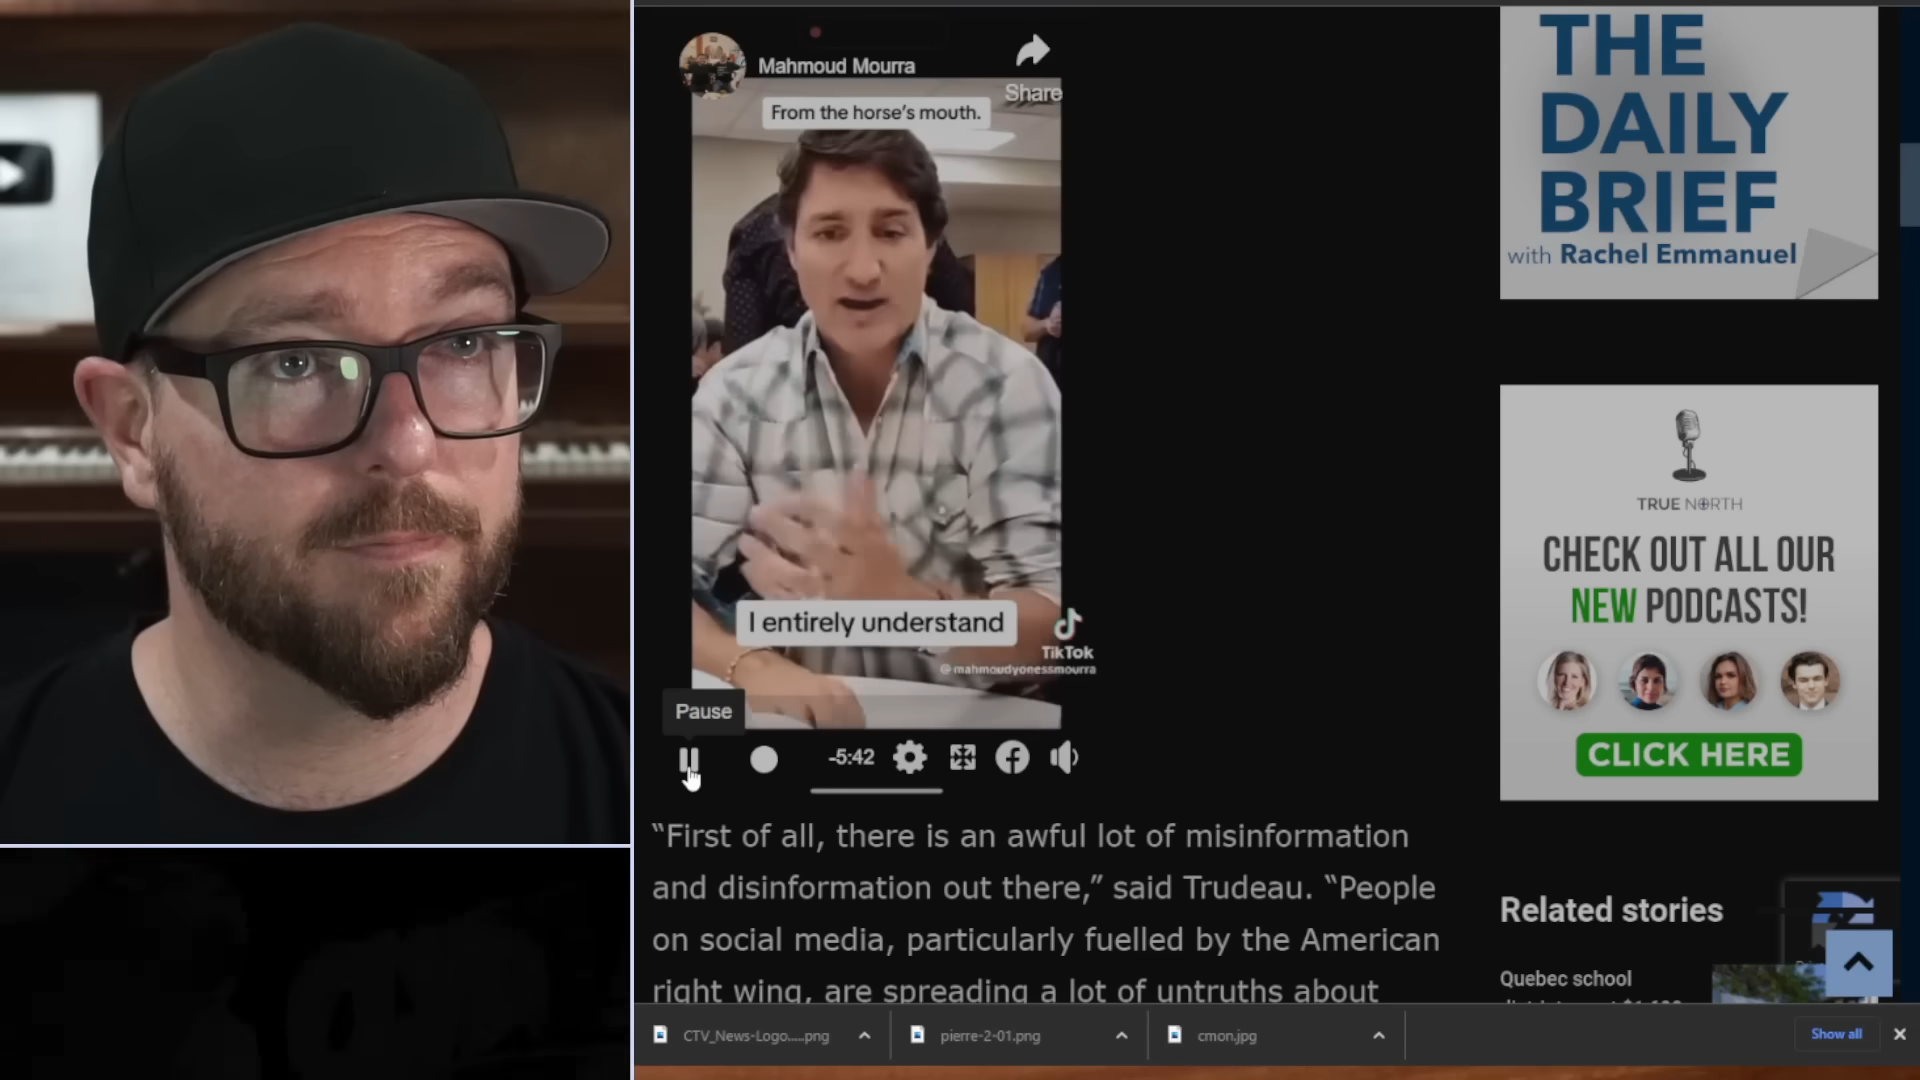 Mahmoud Mourra
Share
From the horse's mouth.
I entirely understand
TikTok
@mahmoudyonessmourra
Pause
-5:42
“First of all, there is an awful lot of misinformation
and disinformation out there,” said Trudeau. “People
on social media, particularly fuelled by the American
right wing, are spreading a lot of untruths about
THE
DAILY
BRIEF
with Rachel Emmanuel
TRUE NORTH
CHECK OUT ALL OUR
NEW PODCASTS!
CLICK HERE
Related stories
Quebec school
CTV_News-Logo.....png
pierre-2-01.png
cmon.jpg
Show all